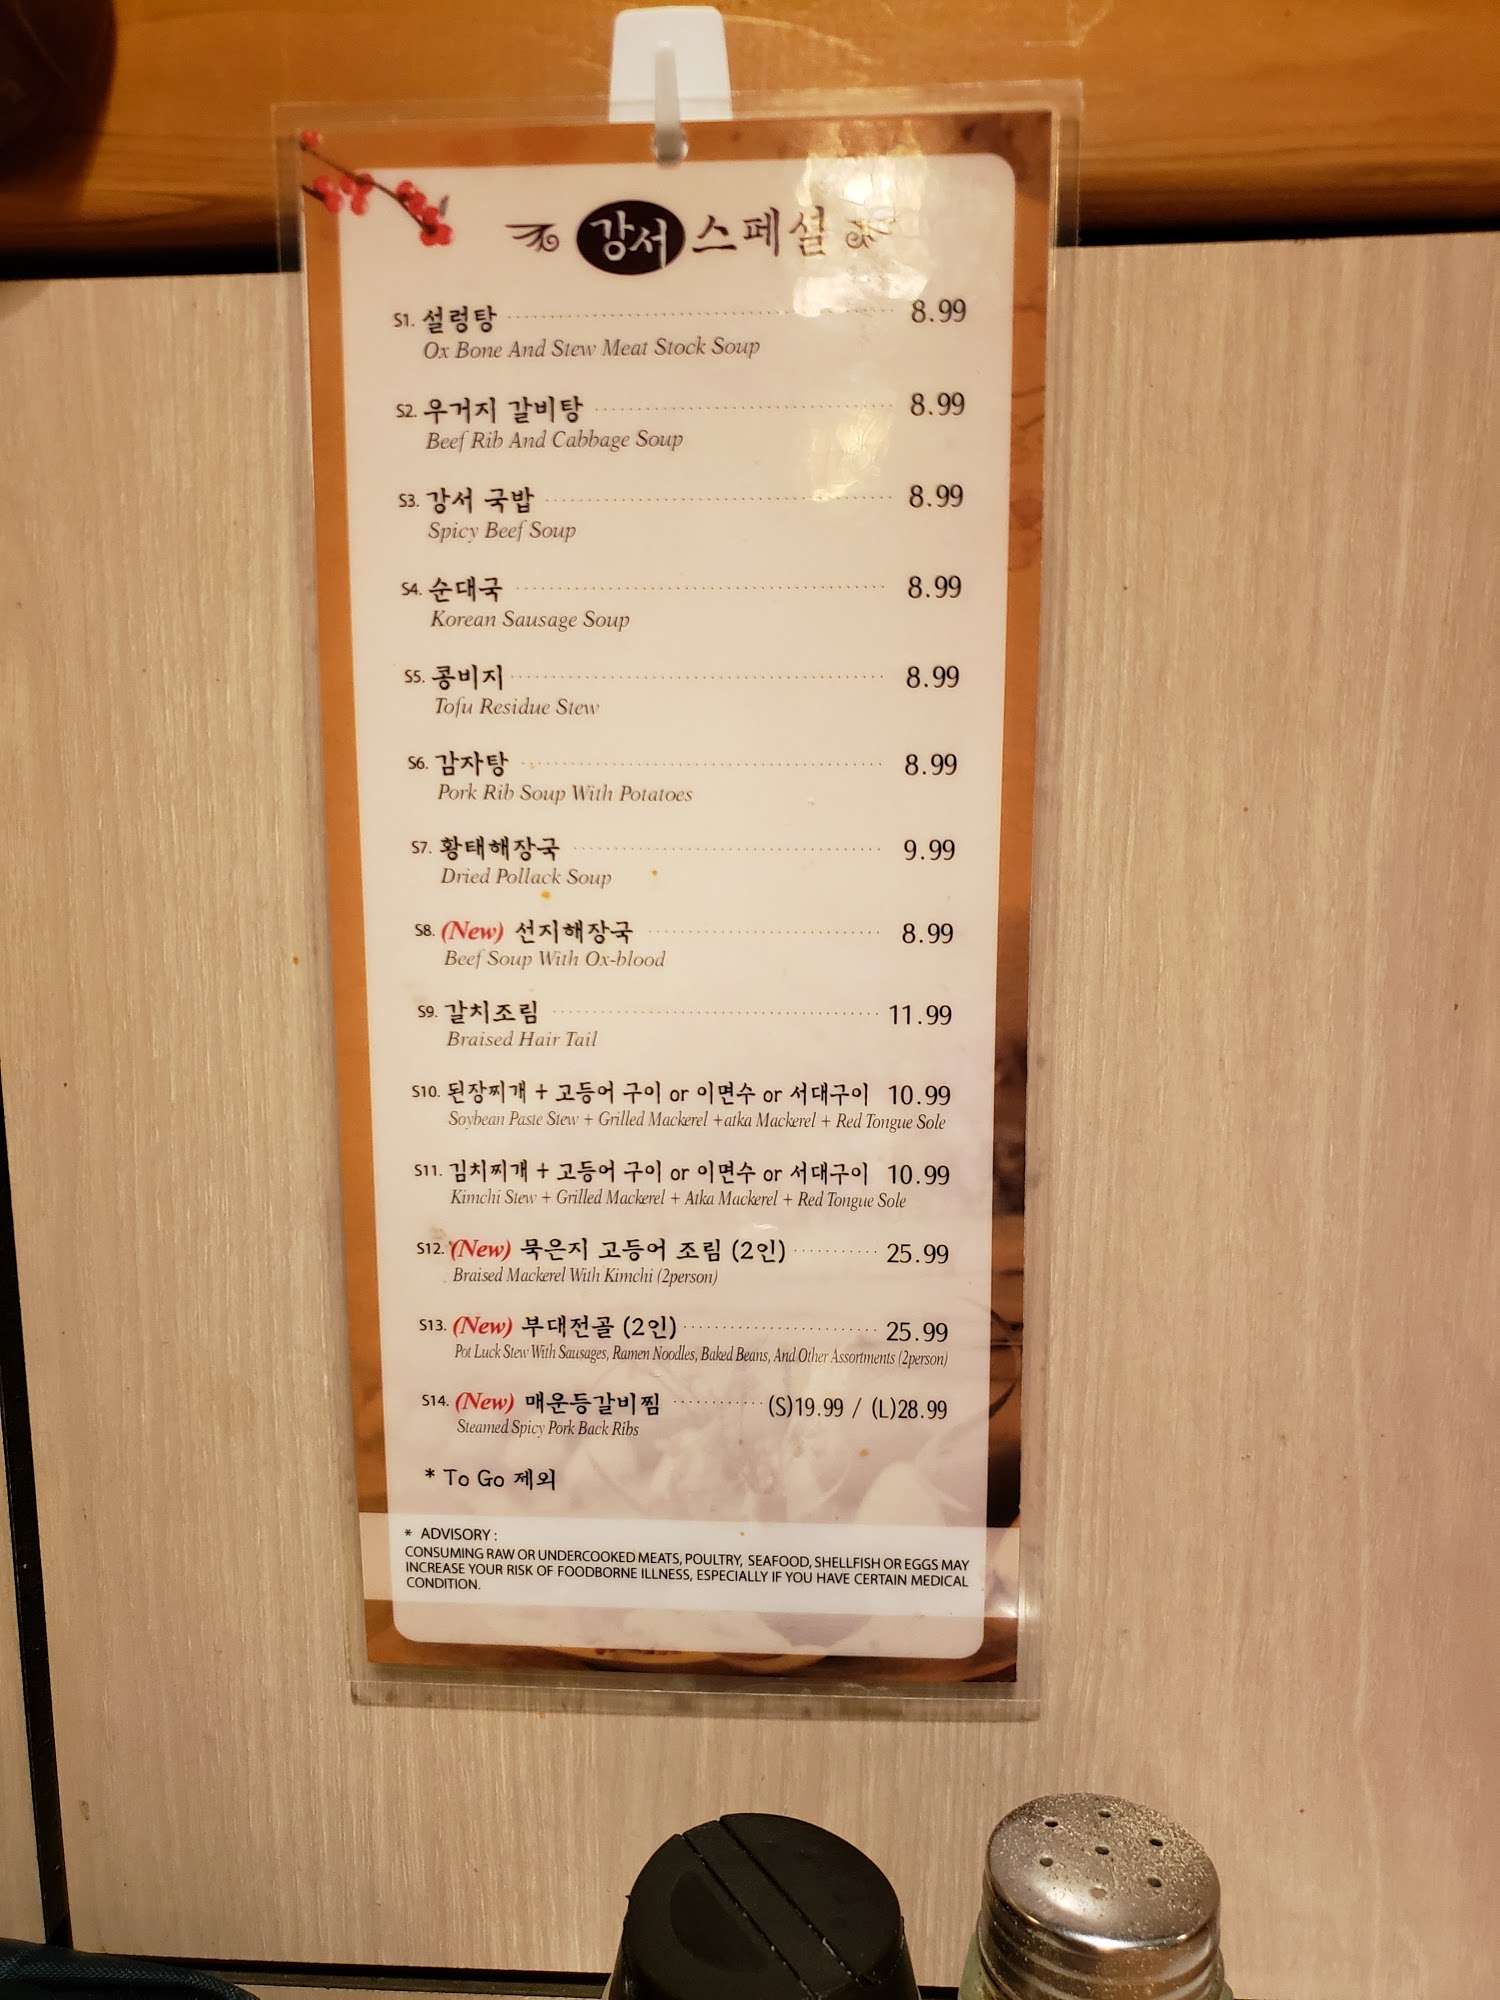 강서 스페셜
S1. 설렁탕 8.99
Ox Bone And Stew Meat Stock Soup
S2. 우거지 갈비탕 8.99
Beef Rib And Cabbage Soup
S3. 강서 국밥 8.99
Spicy Beef Soup
S4. 순대국 8.99
Korean Sausage Soup
S5. 콩비지 8.99
Tofu Residue Stew
S6. 감자탕 8.99
Pork Rib Soup With Potatoes
S7. 황태해장국 9.99
Dried Pollack Soup
S8. (New) 선지해장국 8.99
Beef Soup With Ox-blood
S9. 갈치조림 11.99
Braised Hair Tail
S10. 된장찌개 + 고등어 구이 or 이면수 or 서대구이 10.99
Soybean Paste Stew + Grilled Mackerel +atka Mackerel + Red Tongue Sole
S11. 김치찌개 + 고등어 구이 or 이면수 or 서대구이 10.99
Kimchi Stew + Grilled Mackerel + Atka Mackerel + Red Tongue Sole
S12. (New) 묵은지 고등어 조림 (2인) 25.99
Braised Mackerel With Kimchi (2person)
S13. (New) 부대전골 (2인) 25.99
Pot Luck Stew With Sausages, Ramen Noodles, Baked Beans, And Other Assortments (2person)
S14. (New) 매운등갈비찜 (S)19.99 / (L)28.99
Steamed Spicy Pork Back Ribs
* To Go 제외
* ADVISORY :
CONSUMING RAW OR UNDERCOOKED MEATS, POULTRY, SEAFOOD, SHELLFISH OR EGGS MAY
INCREASE YOUR RISK OF FOODBORNE ILLNESS, ESPECIALLY IF YOU HAVE CERTAIN MEDICAL
CONDITION.